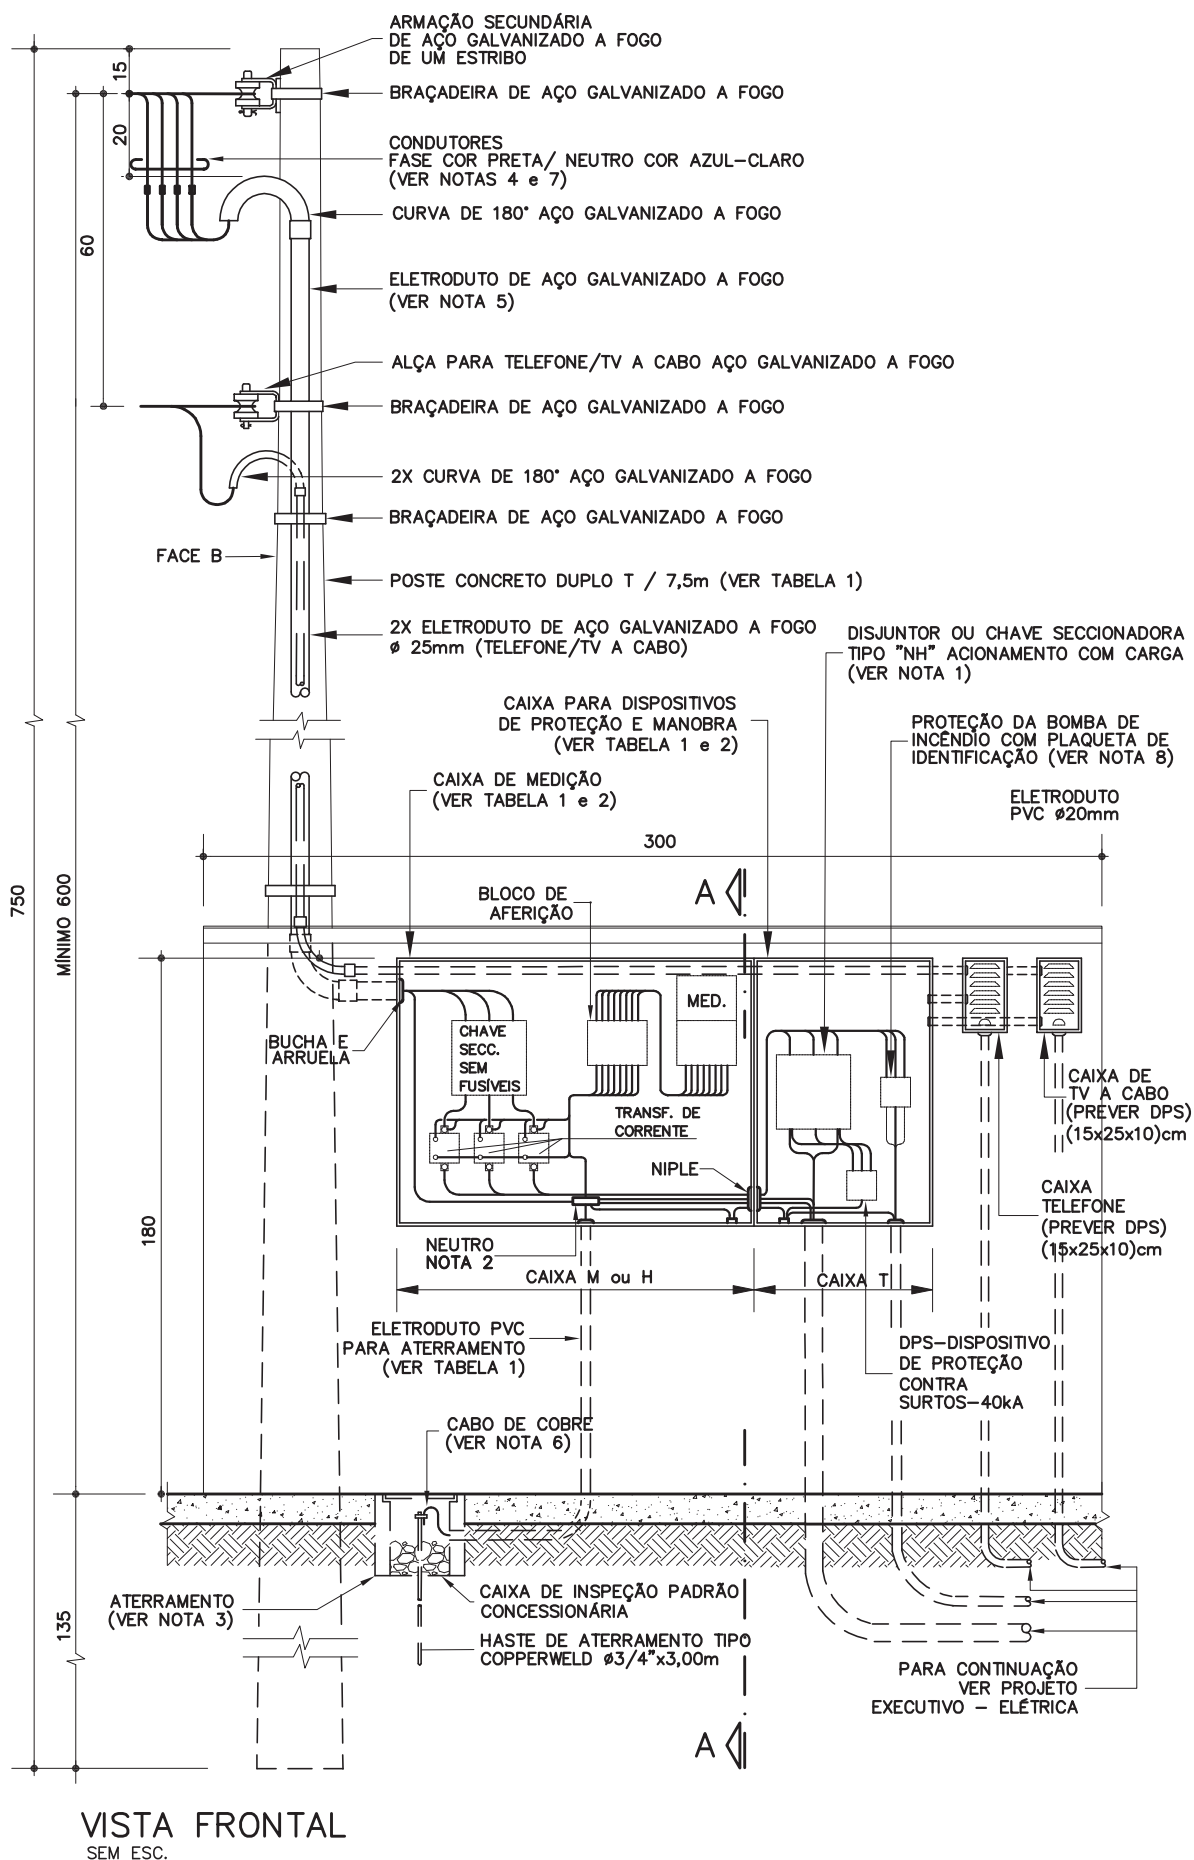 ARMAÇÃO SECUNDÁRIA
DE AÇO GALVANIZADO A FOGO
DE UM ESTRIBO
15
BRAÇADEIRA DE AÇO GALVANIZADO A FOGO
20
CONDUTORES
FASE COR PRETA/ NEUTRO COR AZUL-CLARO
(VER NOTAS 4 e 7)
CURVA DE 180° AÇO GALVANIZADO A FOGO
60
ELETRODUTO DE AÇO GALVANIZADO A FOGO
(VER NOTA 5)
ALÇA PARA TELEFONE/TV A CABO AÇO GALVANIZADO A FOGO
BRAÇADEIRA DE AÇO GALVANIZADO A FOGO
2X CURVA DE 180° AÇO GALVANIZADO A FOGO
BRAÇADEIRA DE AÇO GALVANIZADO A FOGO
FACE B
POSTE CONCRETO DUPLO T / 7,5m (VER TABELA 1)
2X ELETRODUTO DE AÇO GALVANIZADO A FOGO
ø 25mm (TELEFONE/TV A CABO)
DISJUNTOR OU CHAVE SECCIONADORA
TIPO "NH" ACIONAMENTO COM CARGA
(VER NOTA 1)
CAIXA PARA DISPOSITIVOS
DE PROTEÇÃO E MANOBRA
(VER TABELA 1 e 2)
PROTEÇÃO DA BOMBA DE
INCÊNDIO COM PLAQUETA DE
IDENTIFICAÇÃO (VER NOTA 8)
CAIXA DE MEDIÇÃO
(VER TABELA 1 e 2)
ELETRODUTO
PVC ø20mm
300
750
MÍNIMO 600
BLOCO DE
AFERIÇÃO
A
MED.
BUCHA E
ARRUELA
CHAVE
SECC.
SEM
FUSÍVEIS
TRANSF. DE
CORRENTE
CAIXA DE
TV A CABO
(PREVER DPS)
(15x25x10)cm
NIPLE
CAIXA
TELEFONE
(PREVER DPS)
(15x25x10)cm
180
NEUTRO
NOTA 2
CAIXA M ou H
CAIXA T
ELETRODUTO PVC
PARA ATERRAMENTO
(VER TABELA 1)
DPS-DISPOSITIVO
DE PROTEÇÃO
CONTRA
SURTOS-40kA
CABO DE COBRE
(VER NOTA 6)
ATERRAMENTO
(VER NOTA 3)
CAIXA DE INSPEÇÃO PADRÃO
CONCESSIONÁRIA
135
HASTE DE ATERRAMENTO TIPO
COPPERWELD ø3/4"x3,00m
PARA CONTINUAÇÃO
VER PROJETO
EXECUTIVO - ELÉTRICA
A
VISTA FRONTAL
SEM ESC.